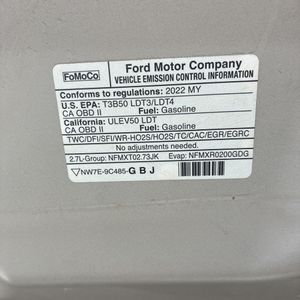 FoMoCo
Ford Motor Company
VEHICLE EMISSION CONTROL INFORMATION
Conforms to regulations: 2022 MY
U.S. EPA: T3B50 LDT3/LDT4
CA OBD II Fuel: Gasoline
California: ULEV50 LDT
CA OBD II Fuel: Gasoline
TWC/DFI/SFI/WR-HO2S/HO2S/TC/CAC/EGR/EGRC
No adjustments needed.
2.7L-Group: NFMXT02.73JK Evap: NFMXR0200GDG
NW7E-9C485-GBJ